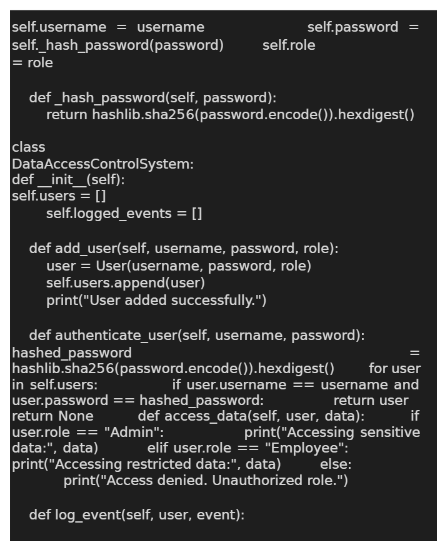 self.username = username self.password =
self._hash_password(password) self.role
= role
def _hash_password(self, password):
return hashlib.sha256(password.encode()).hexdigest()
class
DataAccessControlSystem:
def __init__(self):
self.users = []
self.logged_events = []
def add_user(self, username, password, role):
user = User(username, password, role)
self.users.append(user)
print("User added successfully.")
def authenticate_user(self, username, password):
hashed_password =
hashlib.sha256(password.encode()).hexdigest() for user
in self.users: if user.username == username and
user.password == hashed_password: return user
return None def access_data(self, user, data): if
user.role == "Admin": print("Accessing sensitive
data:", data) elif user.role == "Employee":
print("Accessing restricted data:", data) else:
print("Access denied. Unauthorized role.")
def log_event(self, user, event):